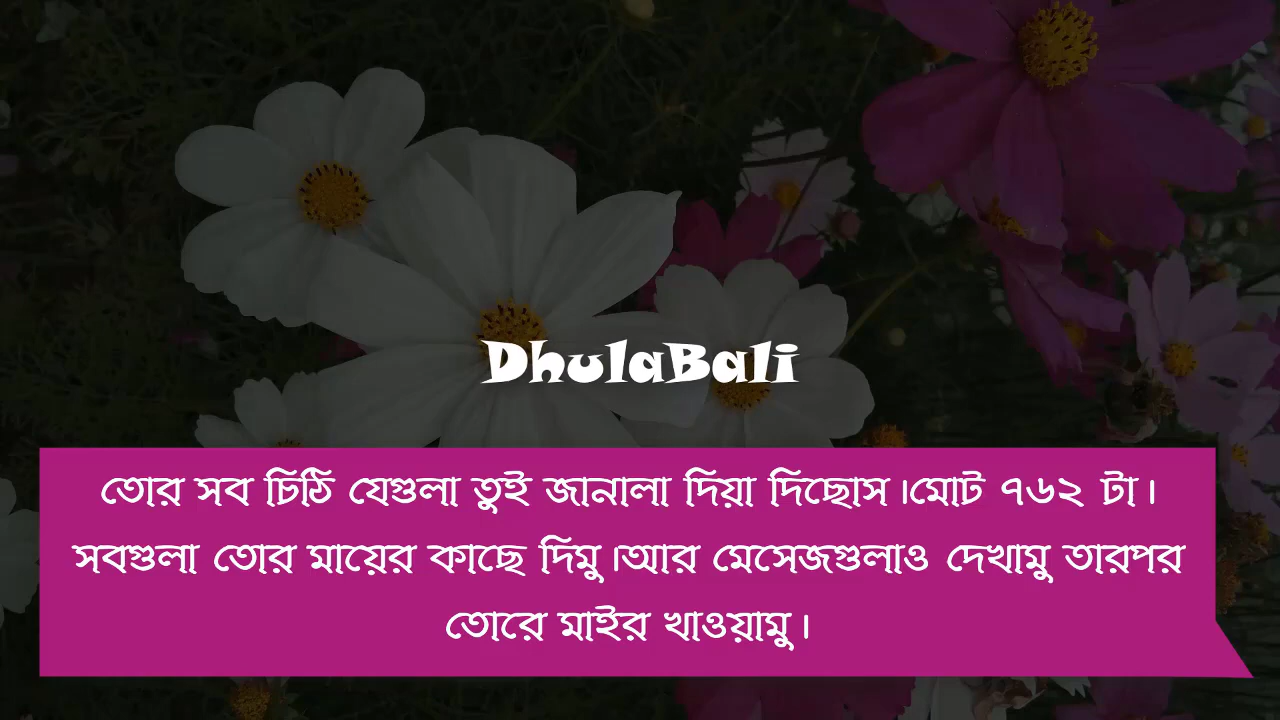 DhulaBali
তোর সব চিঠি যেগুলা তুই জানালা দিয়া দিছোস।মোট ৭৬২ টা।
সবগুলা তোর মায়ের কাছে দিমু।আর মেসেজগুলাও দেখামু তারপর
তোরে মাইর খাওয়ামু।